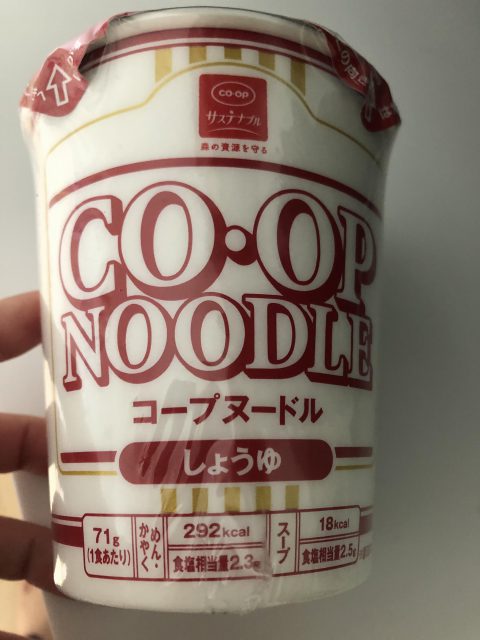 co·op
サステナブル
森の資源を守る
CO·OP
NOODLE
コープヌードル
しょうゆ
71g
(1食あたり)
めん・
かやく
292kcal
食塩相当量2.3g
スープ
18kcal
食塩相当量2.5g